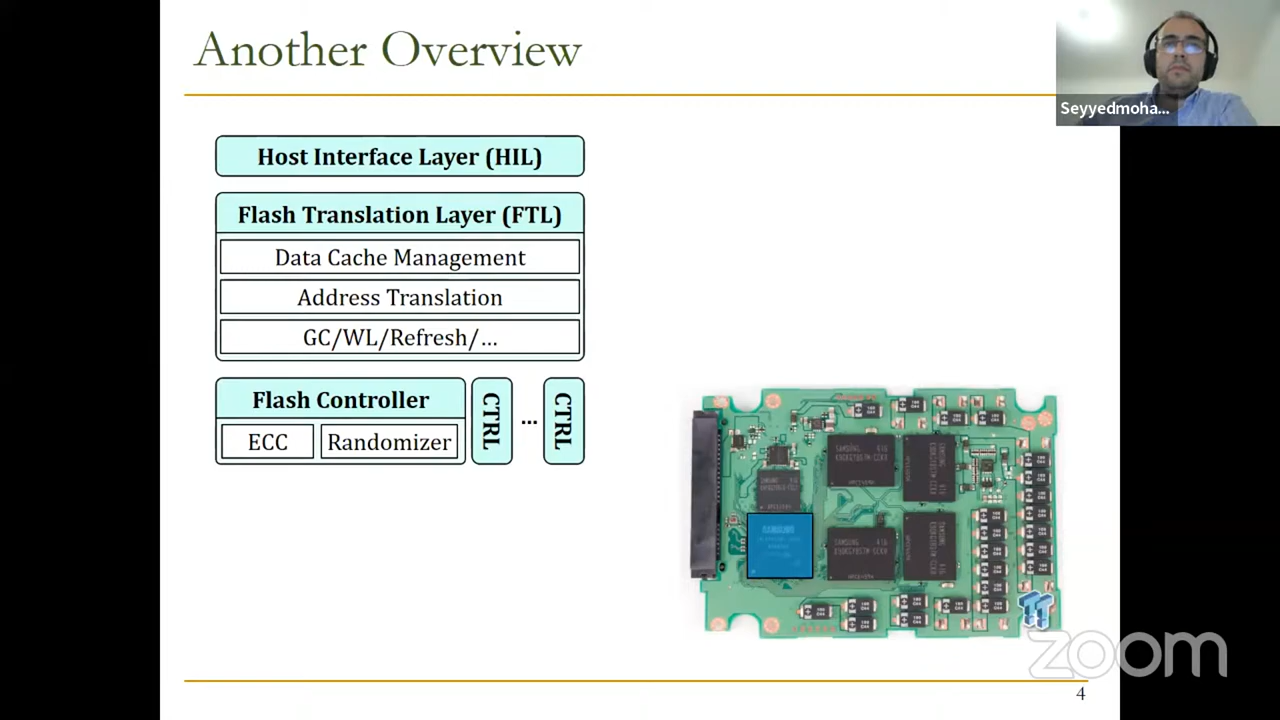 Another Overview
Seyyedmoha...
Host Interface Layer (HIL)
Flash Translation Layer (FTL)
Data Cache Management
Address Translation
GC/WL/Refresh/...
Flash Controller
ECC
Randomizer
CTRL
...
CTRL
SAMSUNG
zoom
4